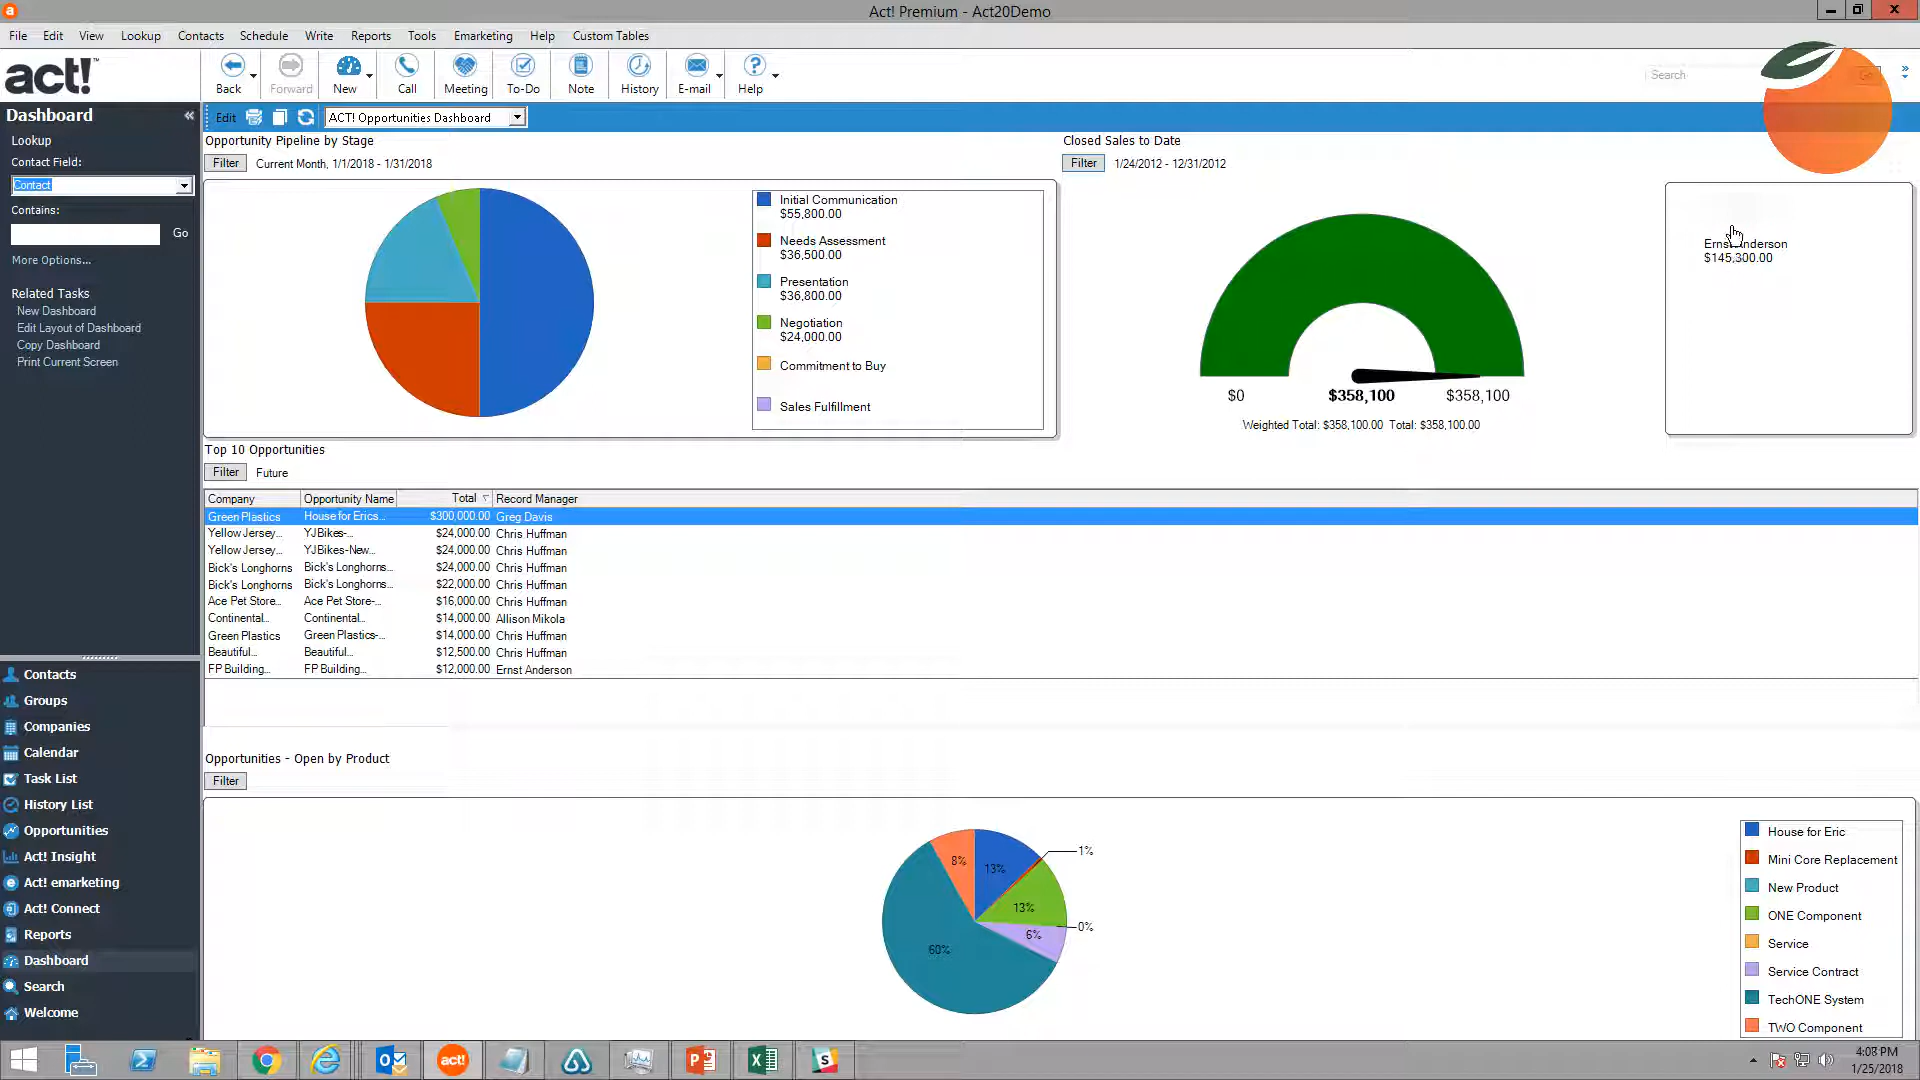 Act! Premium - Act20Demo
File Edit View Lookup Contacts Schedule Write Reports Tools Emarketing Help Custom Tables
act!
Back Forward New Call Meeting To-Do Note History E-mail Help
Search
Dashboard «
Edit ACT! Opportunities Dashboard
Lookup
Contact Field:
Contact
Contains:
Go
More Options...
Related Tasks
New Dashboard
Edit Layout of Dashboard
Copy Dashboard
Print Current Screen
Contacts
Groups
Companies
Calendar
Task List
History List
Opportunities
Act! Insight
Act! emarketing
Act! Connect
Reports
Dashboard
Search
Welcome
Opportunity Pipeline by Stage
Filter Current Month, 1/1/2018 - 1/31/2018
Initial Communication
$55,800.00
Needs Assessment
$36,500.00
Presentation
$36,800.00
Negotiation
$24,000.00
Commitment to Buy
Sales Fulfillment
Closed Sales to Date
Filter 1/24/2012 - 12/31/2012
$0 $358,100 $358,100
Weighted Total: $358,100.00 Total: $358,100.00
Ernst Anderson
$145,300.00
Top 10 Opportunities
Filter Future
Company Opportunity Name Total Record Manager
Green Plastics House for Erics... $300,000.00 Greg Davis
Yellow Jersey... YJBikes-... $24,000.00 Chris Huffman
Yellow Jersey... YJBikes-New... $24,000.00 Chris Huffman
Bick's Longhorns Bick's Longhorns... $24,000.00 Chris Huffman
Bick's Longhorns Bick's Longhorns... $22,000.00 Chris Huffman
Ace Pet Store... Ace Pet Store-... $16,000.00 Chris Huffman
Continental... Continental... $14,000.00 Allison Mikola
Green Plastics Green Plastics-... $14,000.00 Chris Huffman
Beautiful... Beautiful... $12,500.00 Chris Huffman
FP Building... FP Building... $12,000.00 Ernst Anderson
Opportunities - Open by Product
Filter
8% 13% 1%
13%
0%
6%
60%
House for Eric
Mini Core Replacement
New Product
ONE Component
Service
Service Contract
TechONE System
TWO Component
act!
4:08 PM
1/25/2018